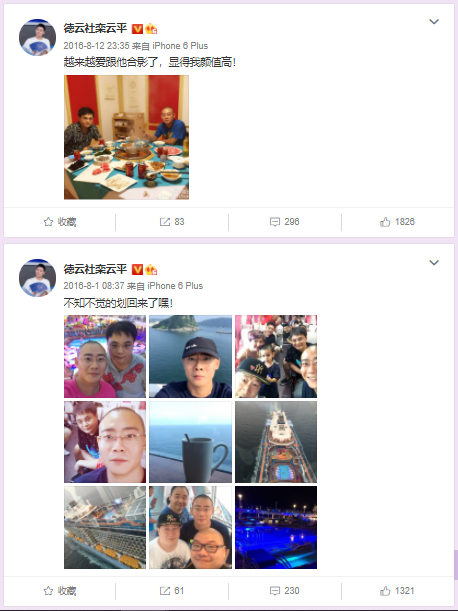 德云社栾云平
2016-8-12 23:35 来自 iPhone 6 Plus
越来越爱跟他合影了，显得我颜值高！
收藏
83
296
1826
德云社栾云平
2016-8-1 08:37 来自 iPhone 6 Plus
不知不觉的划回来了嘿！
收藏
61
230
1321